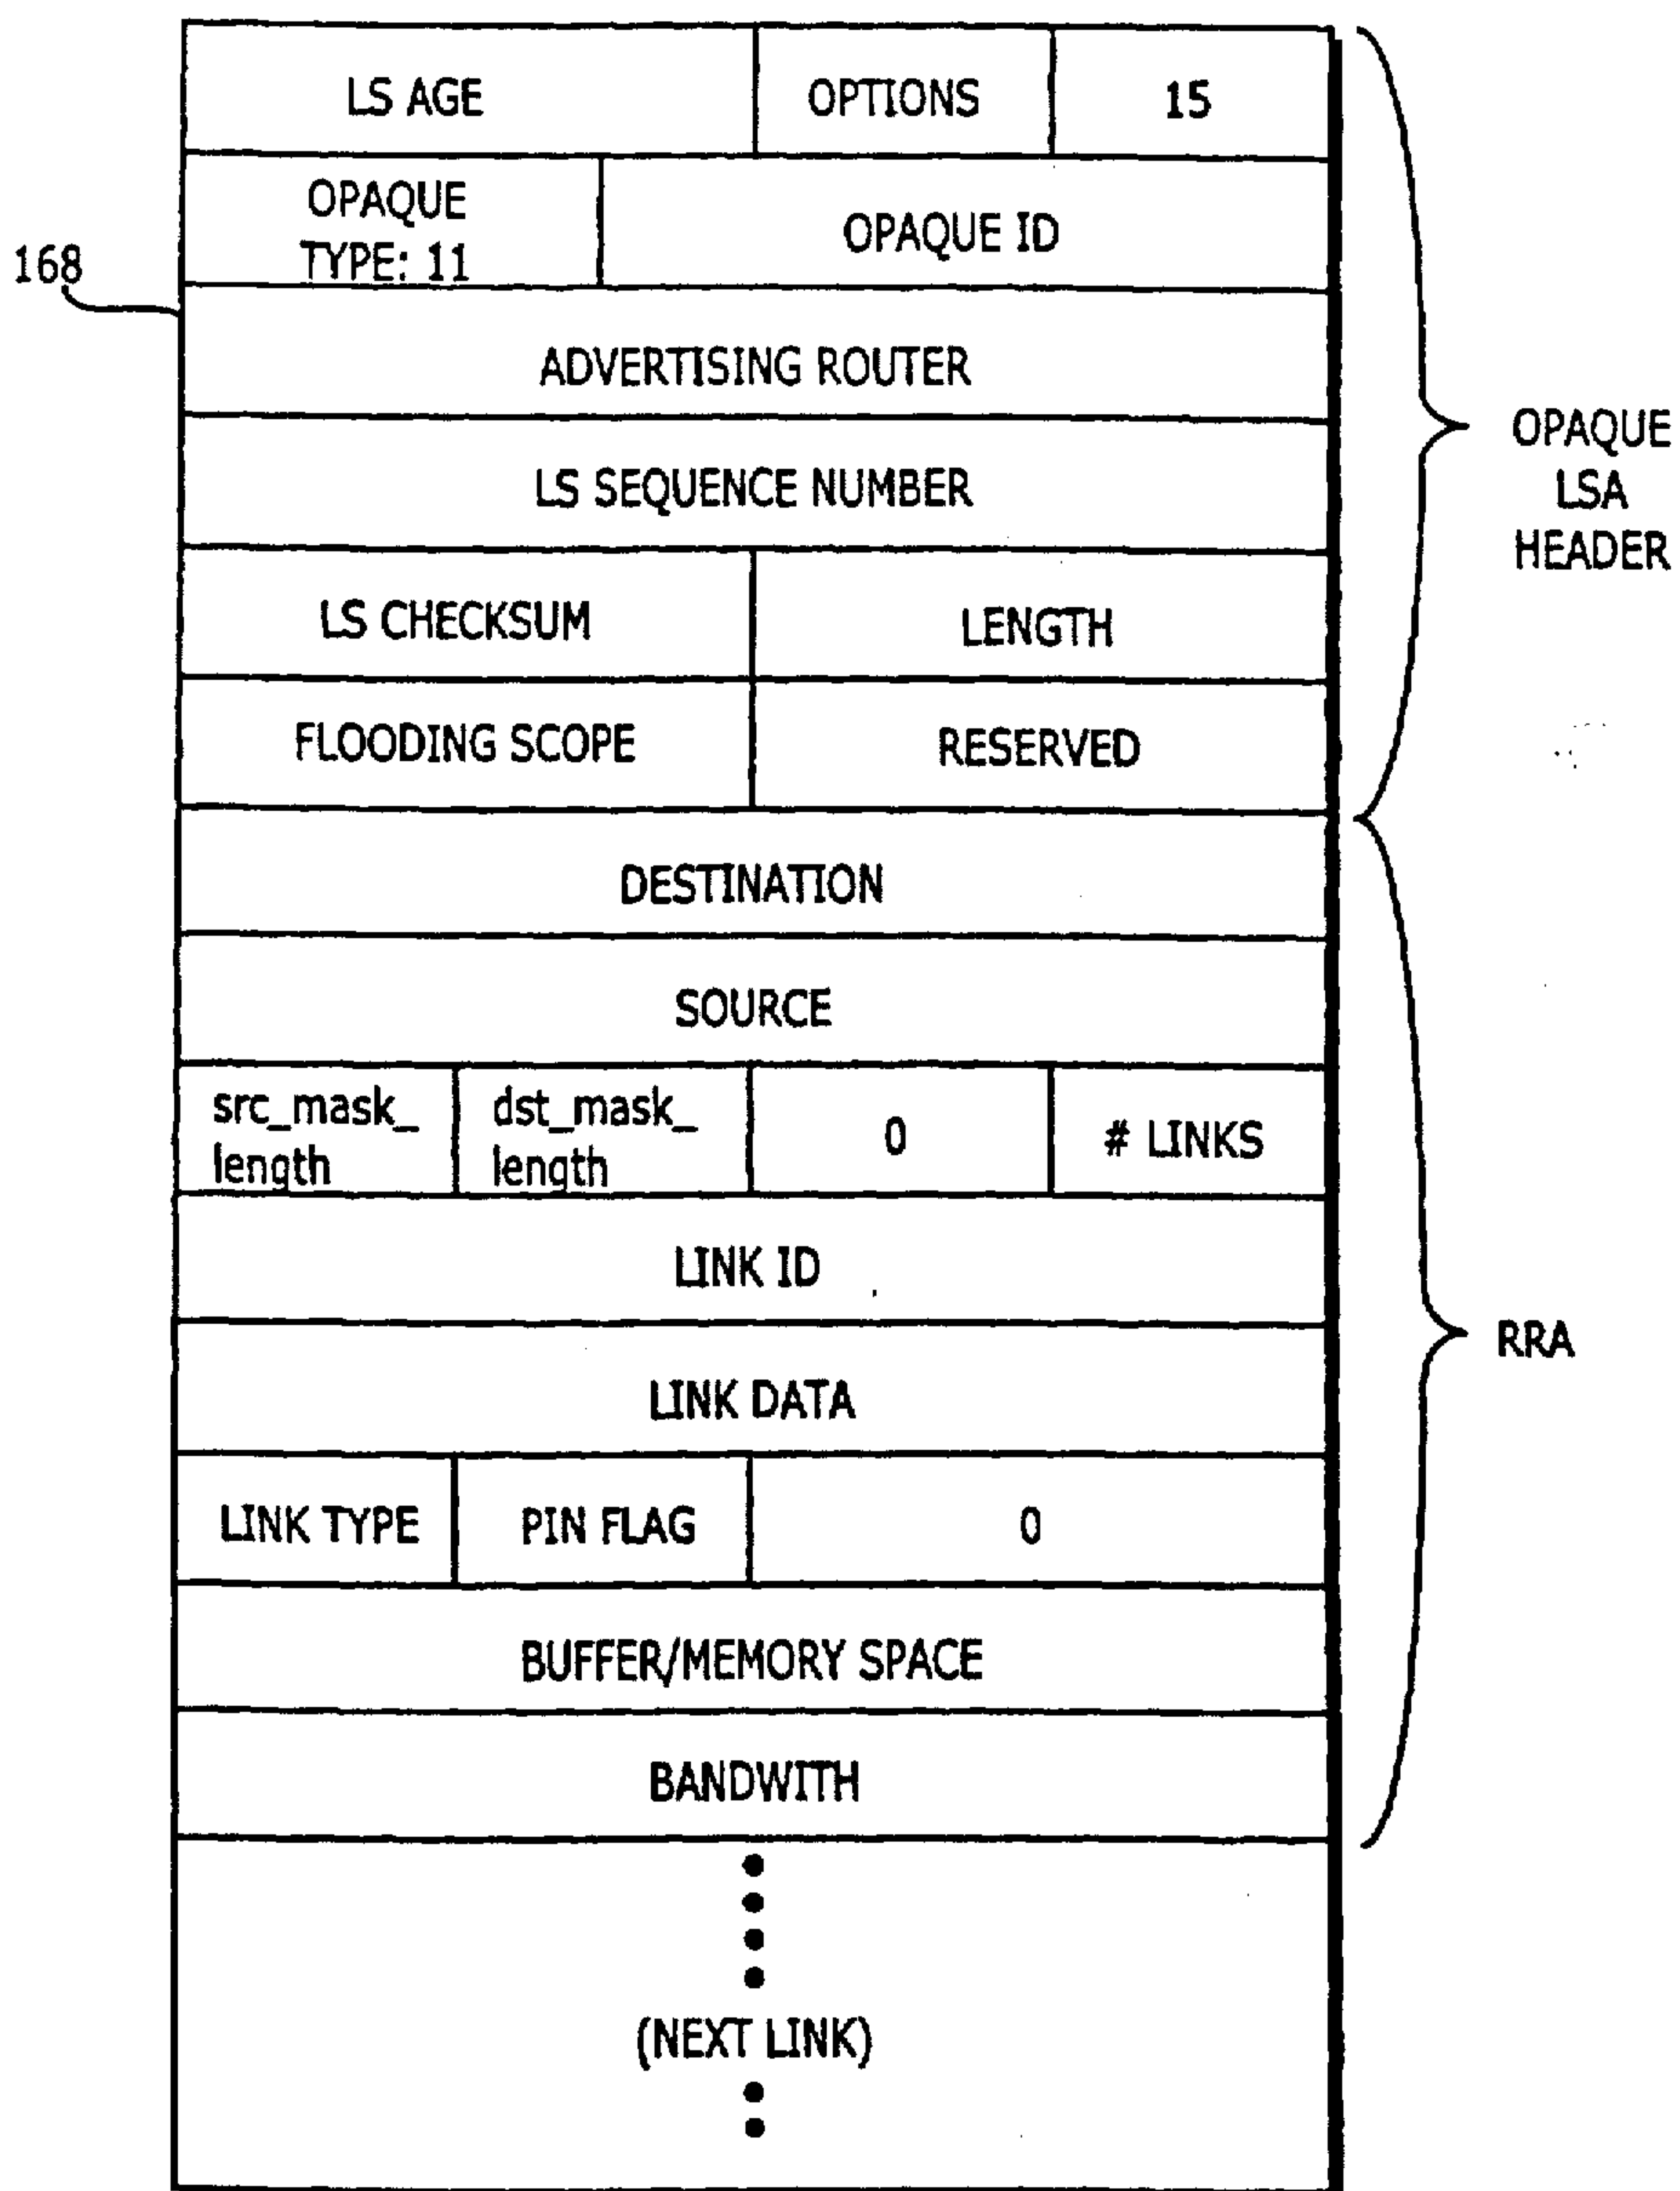 LS AGE
OPTIONS
15
OPAQUE
TYPE: 11
OPAQUE ID
168
ADVERTISING ROUTER
LS SEQUENCE NUMBER
OPAQUE
LSA
HEADER
LS CHECKSUM
LENGTH
FLOODING SCOPE
RESERVED
DESTINATION
SOURCE
src_mask_
length
dst_mask_
length
0
# LINKS
LINK ID
LINK DATA
RRA
LINK TYPE
PIN FLAG
0
BUFFER/MEMORY SPACE
BANDWITH
(NEXT LINK)